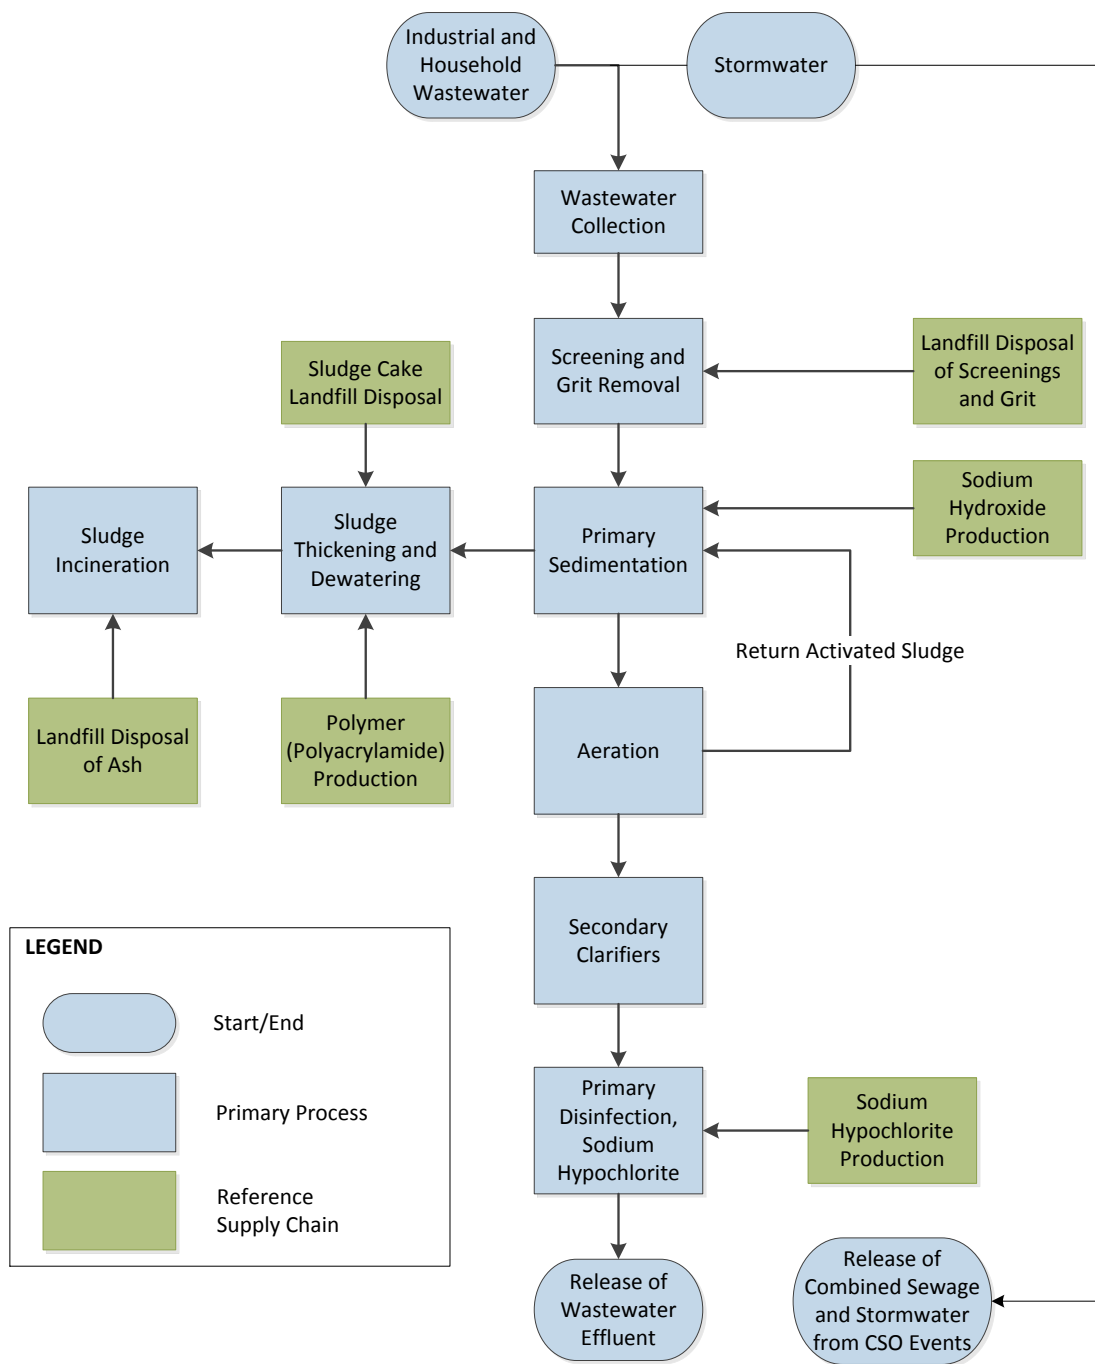 Industrial and
Household
Wastewater
Stormwater
Wastewater
Collection
Screening and
Grit Removal
Landfill Disposal
of Screenings
and Grit
Sludge Cake
Landfill Disposal
Sludge
Incineration
Sludge
Thickening and
Dewatering
Primary
Sedimentation
Sodium
Hydroxide
Production
Return Activated Sludge
Landfill Disposal
of Ash
Polymer
(Polyacrylamide)
Production
Aeration
Secondary
Clarifiers
LEGEND
Start/End
Primary Process
Reference
Supply Chain
Primary
Disinfection,
Sodium
Hypochlorite
Sodium
Hypochlorite
Production
Release of
Wastewater
Effluent
Release of
Combined Sewage
and Stormwater
from CSO Events